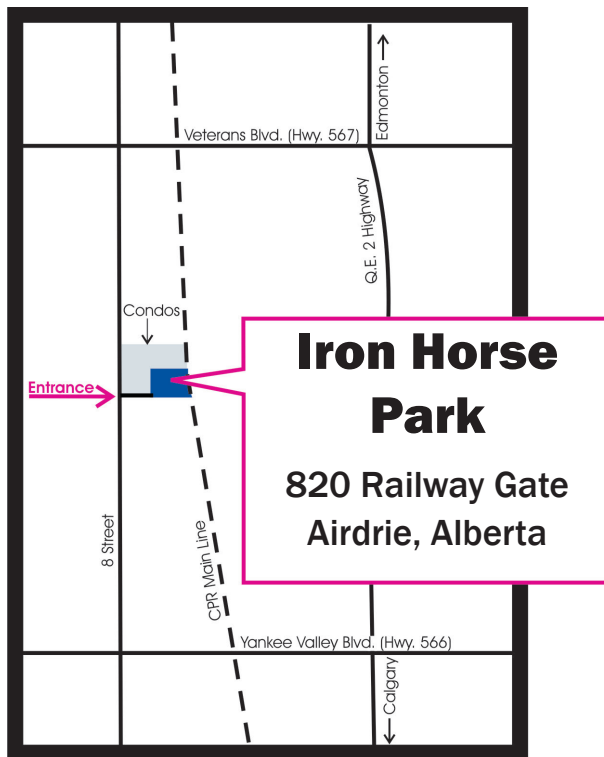 Edmonton
Veterans Blvd. (Hwy. 567)
Q.E. 2 Highway
Condos
Entrance
Iron Horse
Park
820 Railway Gate
Airdrie, Alberta
8 Street
CPR Main Line
Yankee Valley Blvd. (Hwy. 566)
Calgary